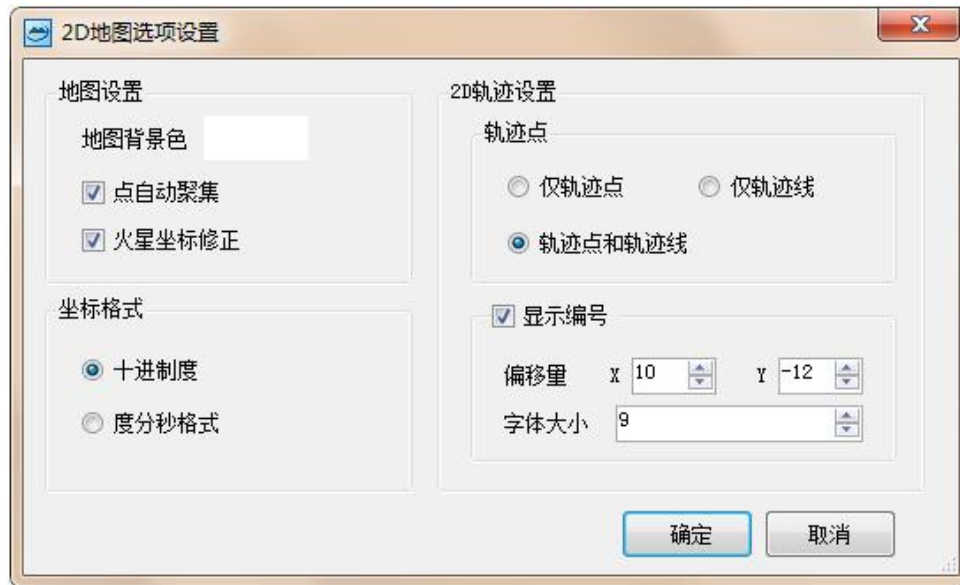 2D地图选项设置
地图设置
地图背景色
点自动聚集
火星坐标修正
坐标格式
十进制度
度分秒格式
2D轨迹设置
轨迹点
仅轨迹点 仅轨迹线
轨迹点和轨迹线
显示编号
偏移量 X 10 Y -12
字体大小 9
确定 取消